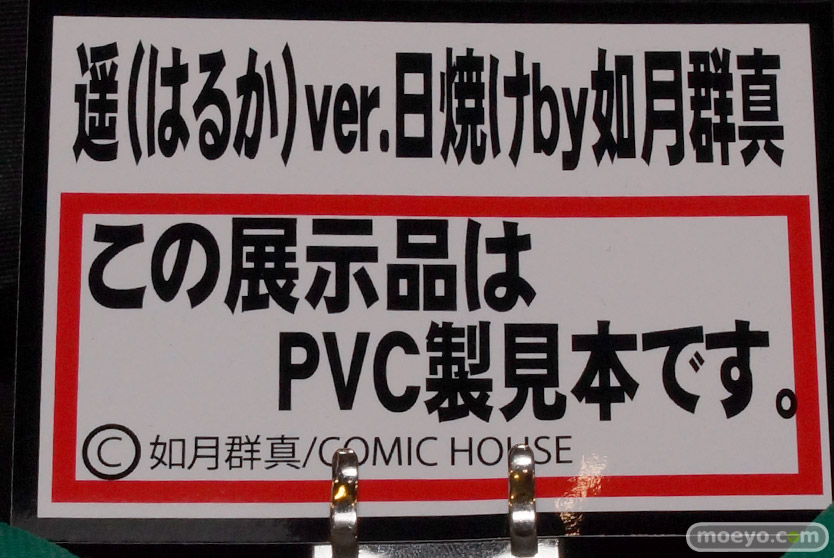 遥(はるか)ver.日焼けby如月群真
この展示品は
PVC製見本です。
Ⓒ如月群真/COMIC HOUSE
moeyo.com